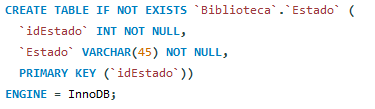 CREATE TABLE IF NOT EXISTS `Biblioteca`.`Estado` (
  `idEstado` INT NOT NULL,
  `Estado` VARCHAR(45) NOT NULL,
  PRIMARY KEY (`idEstado`))
ENGINE = InnoDB;